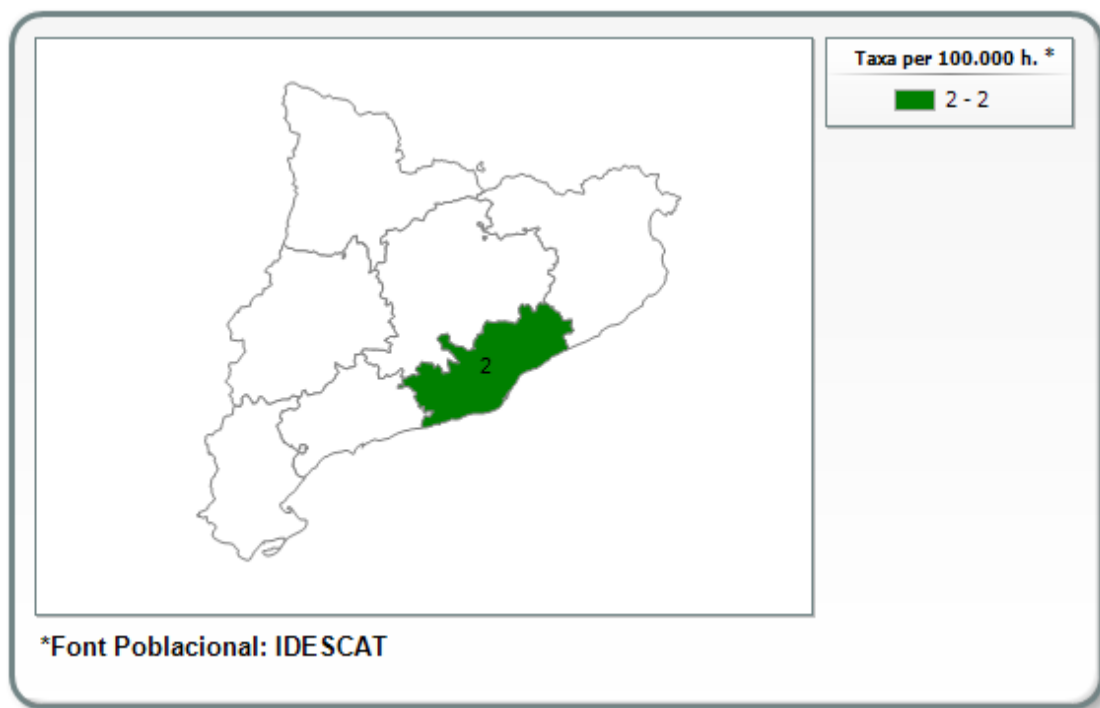 Taxa per 100.000 h. *
2 - 2
2
*Font Poblacional: IDESCAT